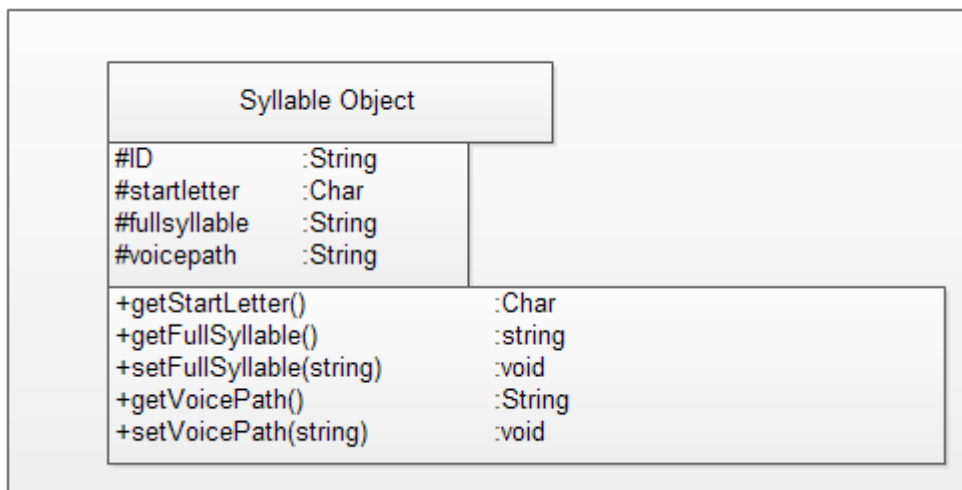 Syllable Object
#ID :String
#startletter :Char
#fullsyllable :String
#voicepath :String
+getStartLetter() :Char
+getFullSyllable() :string
+setFullSyllable(string) :void
+getVoicePath() :String
+setVoicePath(string) :void